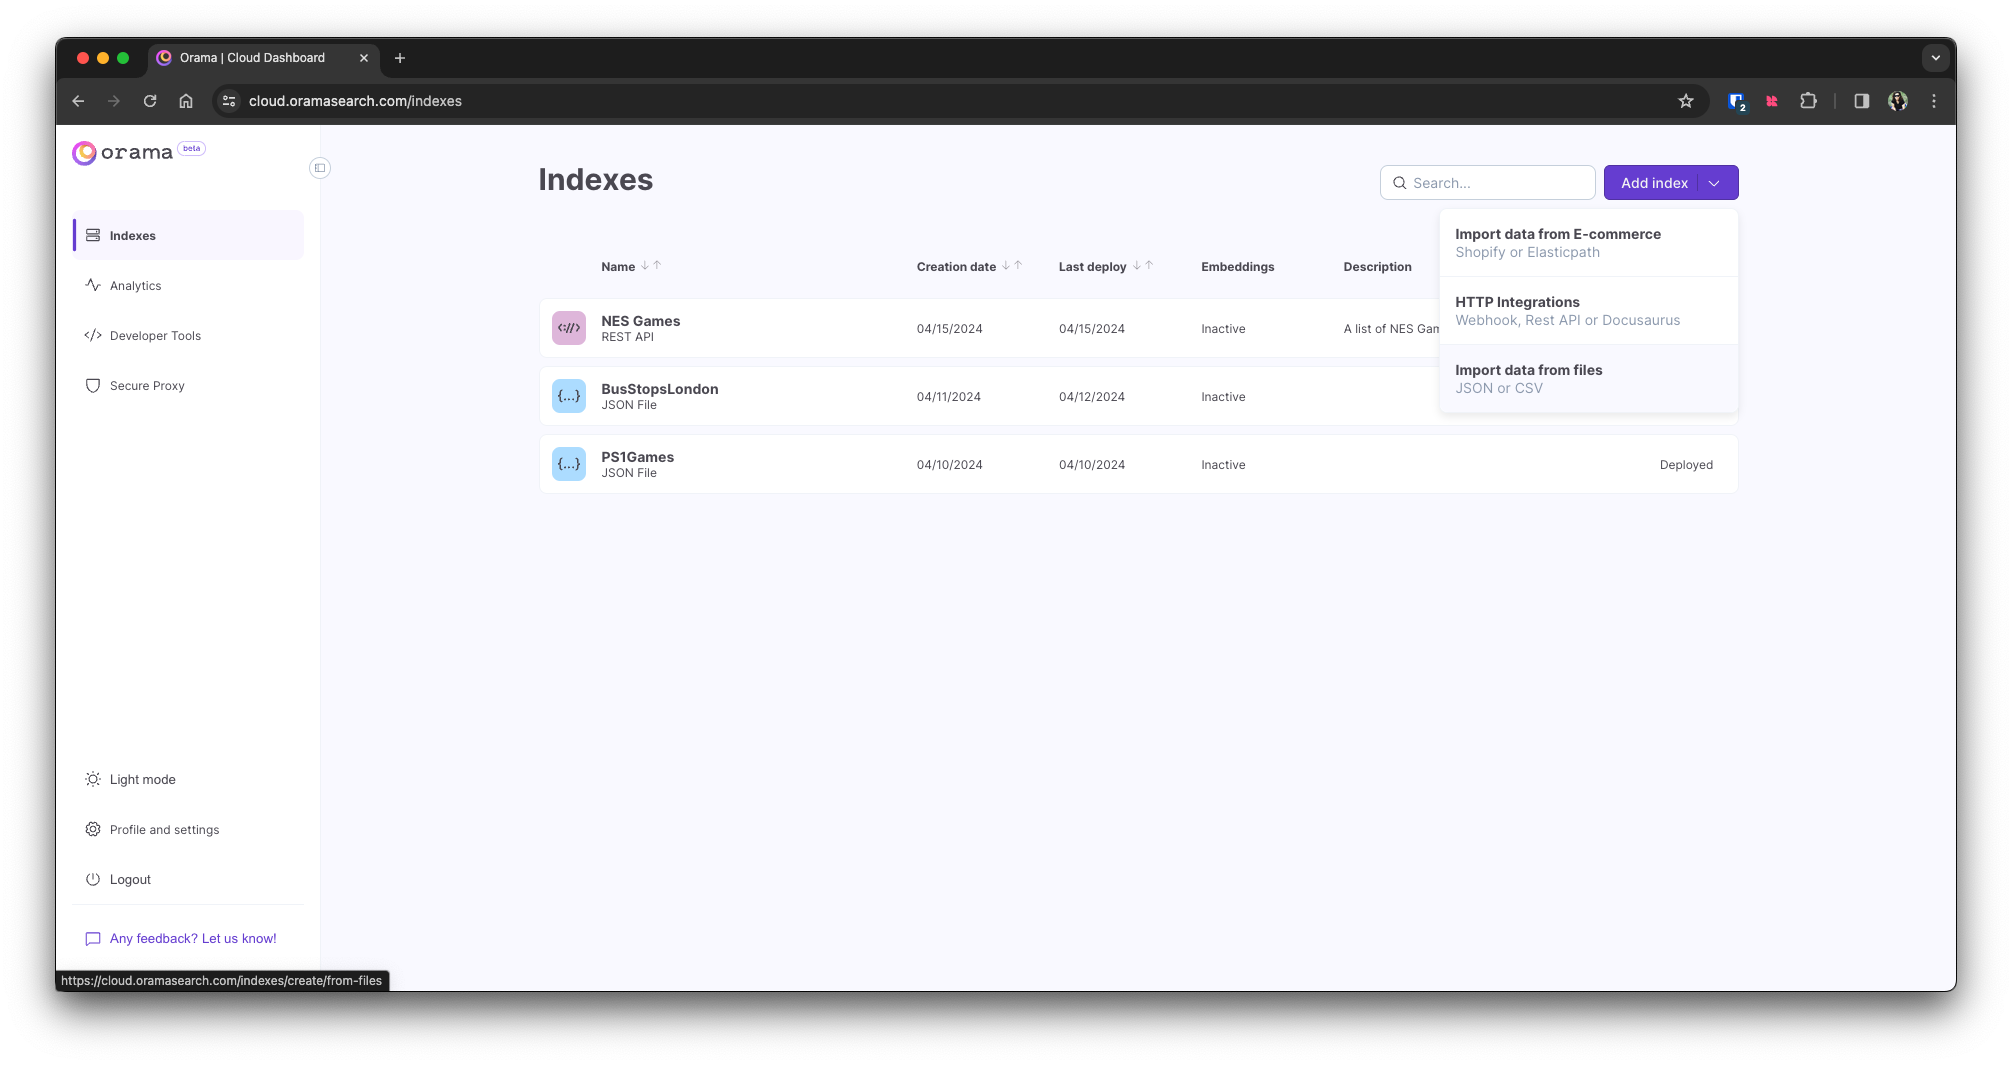 Orama | Cloud Dashboard
cloud.oramasearch.com/indexes
2
orama beta
Indexes
Analytics
Developer Tools
Secure Proxy
Light mode
Profile and settings
Logout
Any feedback? Let us know!
https://cloud.oramasearch.com/indexes/create/from-files
Indexes
Search...
Add index
Import data from E-commerce
Shopify or Elasticpath
HTTP Integrations
Webhook, Rest API or Docusaurus
Import data from files
JSON or CSV
Name Creation date Last deploy Embeddings Description
<://> NES Games 04/15/2024 04/15/2024 Inactive A list of NES Gam
REST API
{...} BusStopsLondon 04/11/2024 04/12/2024 Inactive
JSON File
{...} PS1Games 04/10/2024 04/10/2024 Inactive Deployed
JSON File